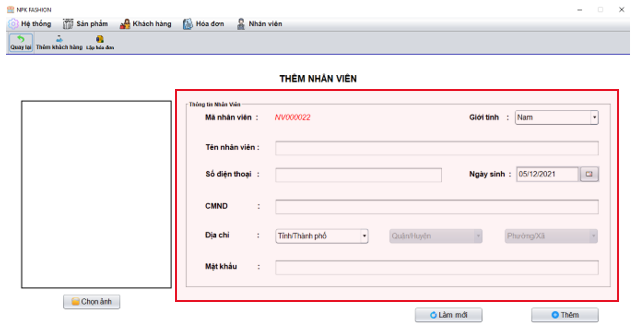 NPK FASHION
Hệ thống Sản phẩm Khách hàng Hóa đơn Nhân viên
Quay lại Thêm khách hàng Lập hóa đơn
THÊM NHÂN VIÊN
Thông tin Nhân Viên
Mã nhân viên : NV000022 Giới tính : Nam
Tên nhân viên :
Số điện thoại : Ngày sinh : 05/12/2021
CMND :
Địa chỉ : Tỉnh/Thành phố Quận/Huyện Phường/Xã
Mật khẩu :
Chọn ảnh
Làm mới Thêm